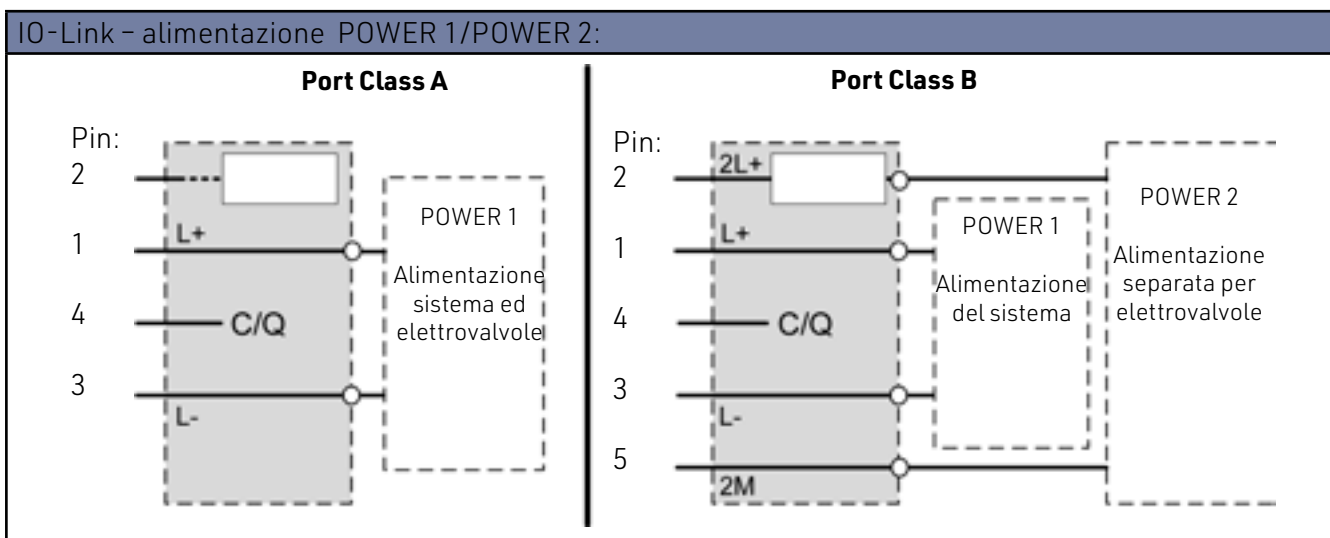 IO-Link – alimentazione POWER 1/POWER 2:
Port Class A
Pin:
2
1
L+
4
C/Q
3
L-
POWER 1
Alimentazione
sistema ed
elettrovalvole
Port Class B
Pin:
2
2L+
1
L+
4
C/Q
3
L-
5
2M
POWER 1
Alimentazione
del sistema
POWER 2
Alimentazione
separata per
elettrovalvole